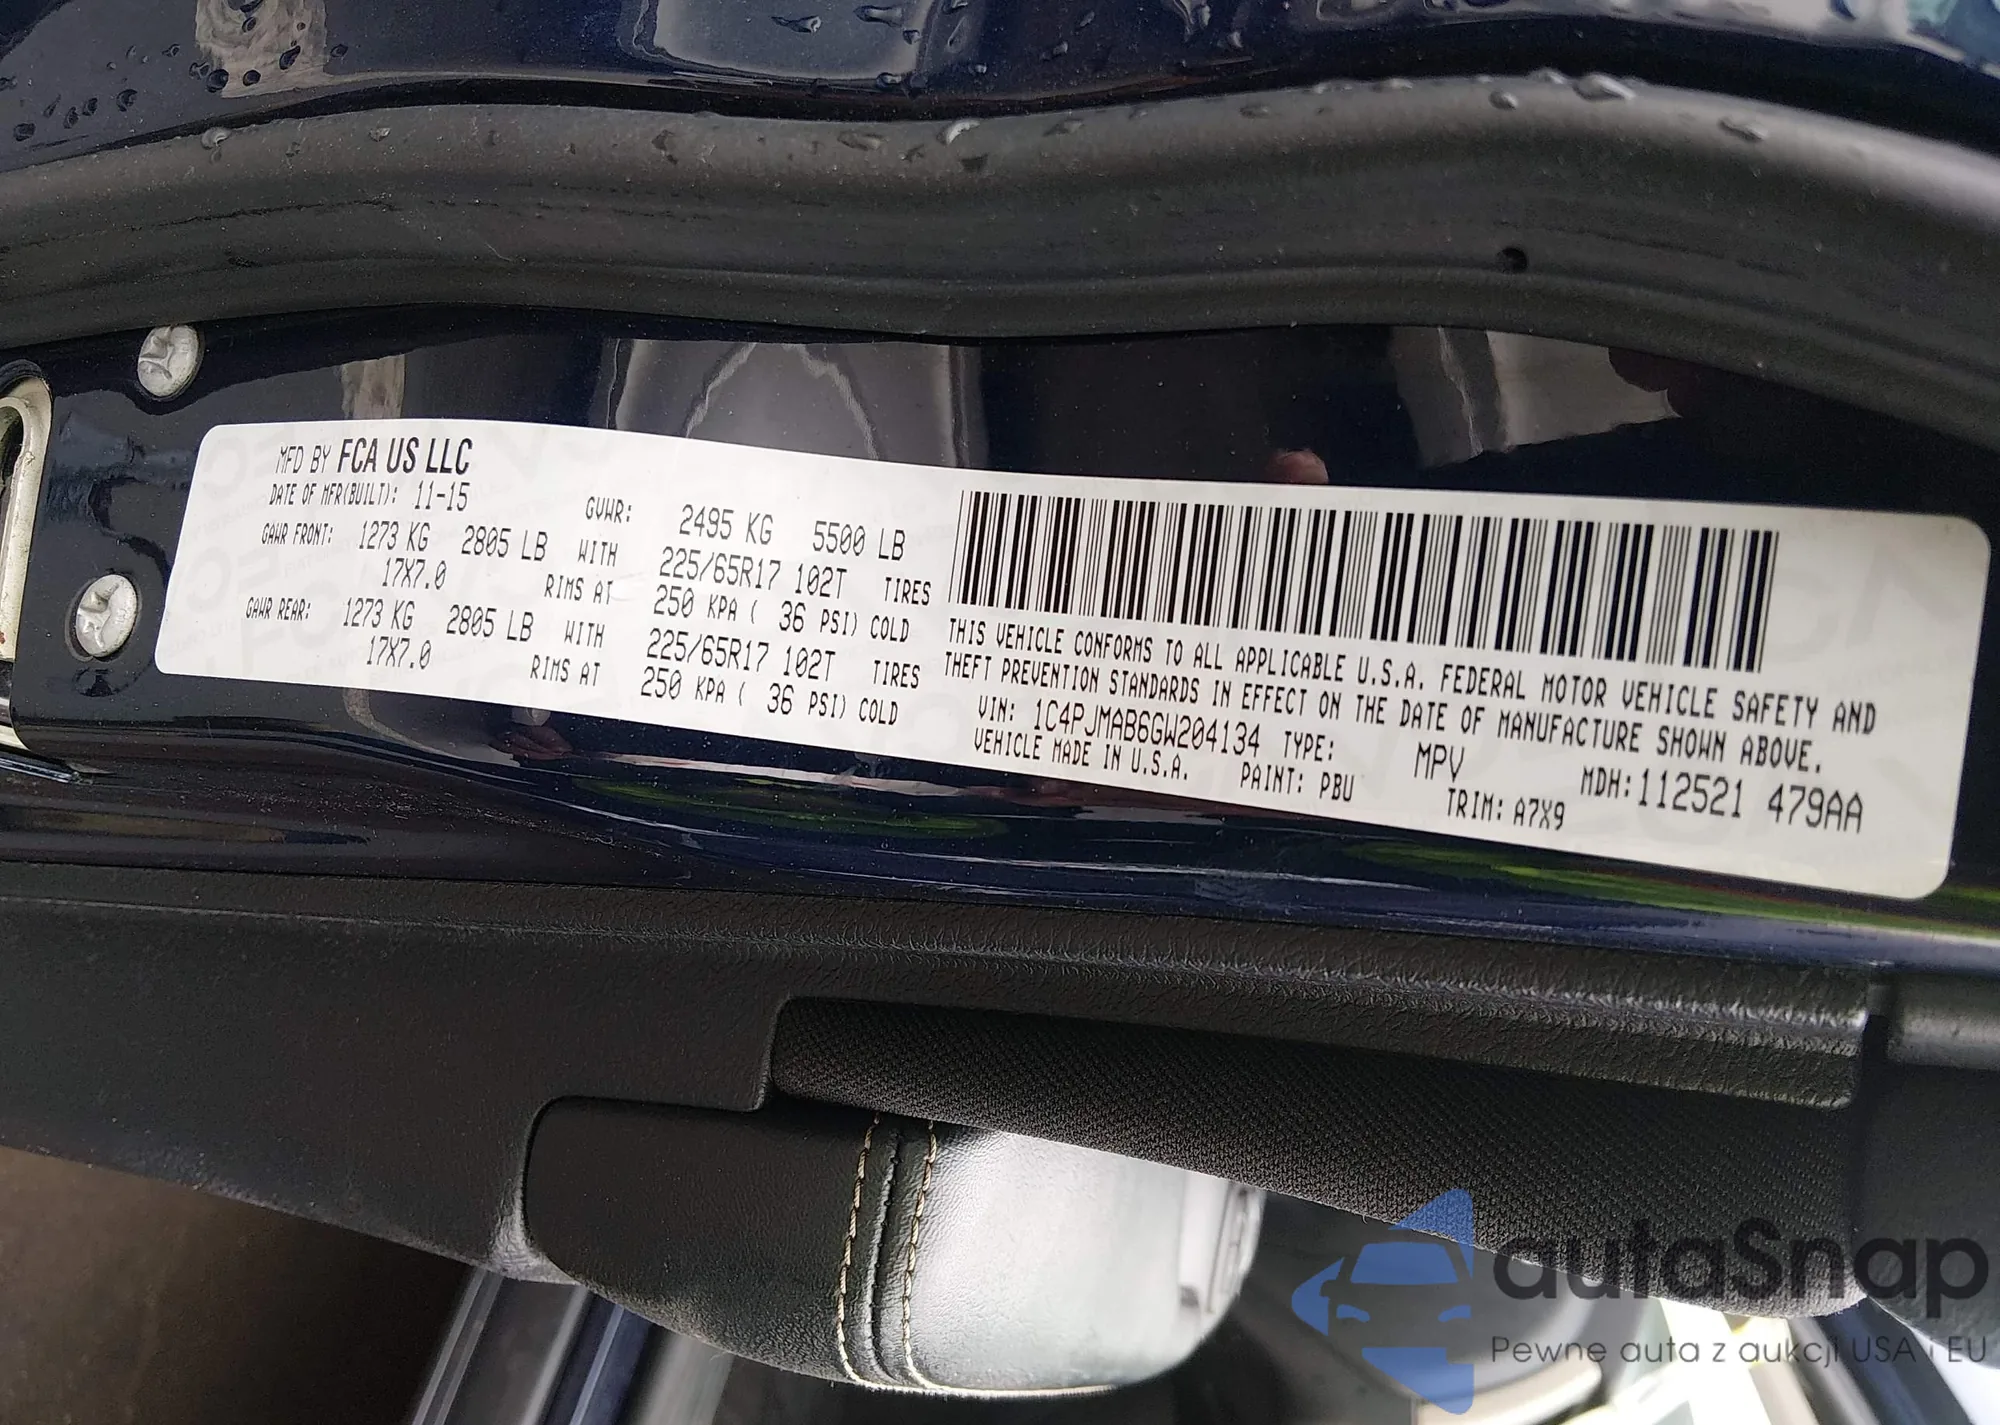 MFD BY FCA US LLC
DATE OF MFR(BUILT): 11-15 GVWR: 2495 KG 5500 LB
GAWR FRONT: 1273 KG 2805 LB WITH 225/65R17 102T TIRES
17X7.0 RIMS AT 250 KPA ( 36 PSI) COLD
GAWR REAR: 1273 KG 2805 LB WITH 225/65R17 102T TIRES
17X7.0 RIMS AT 250 KPA ( 36 PSI) COLD
THIS VEHICLE CONFORMS TO ALL APPLICABLE U.S.A. FEDERAL MOTOR VEHICLE SAFETY AND
THEFT PREVENTION STANDARDS IN EFFECT ON THE DATE OF MANUFACTURE SHOWN ABOVE.
VIN: 1C4PJMAB6GW204134 TYPE: MPV MDH: 112521 479AA
VEHICLE MADE IN U.S.A. PAINT: PBU TRIM: A7X9
autaSnap
Pewne auta z aukcji USA i EU